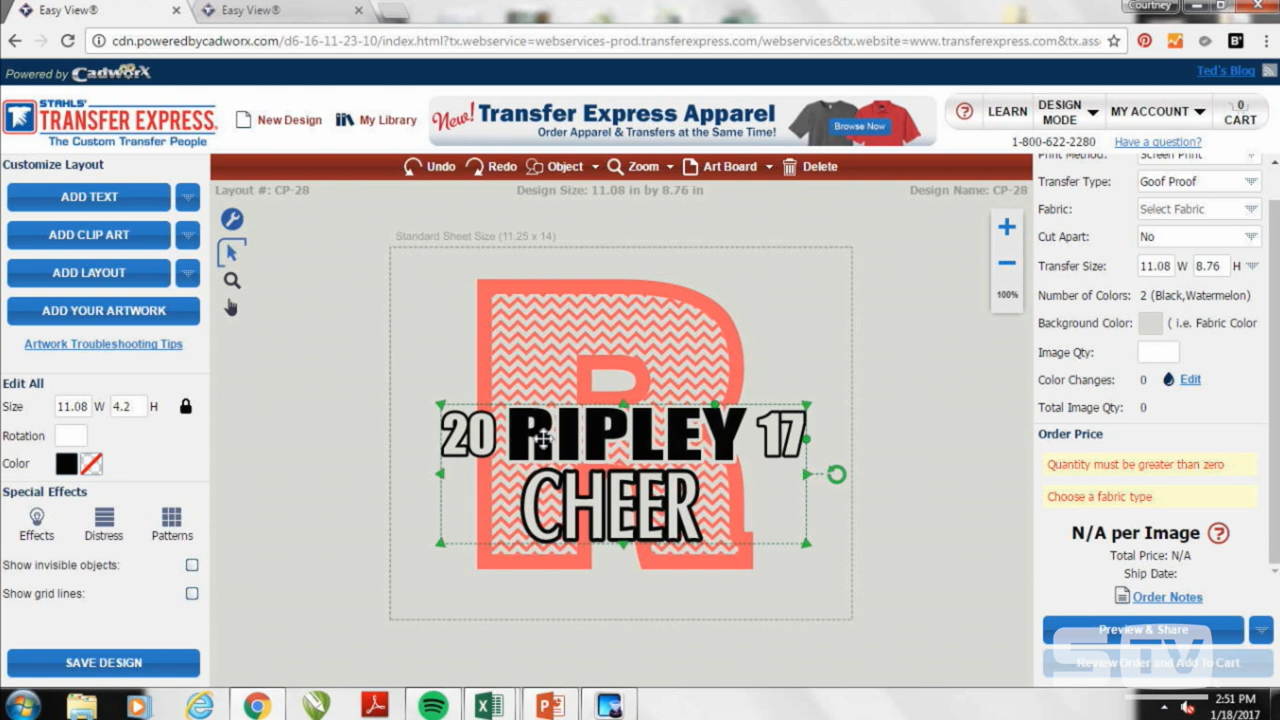 Easy View®
Easy View®
Courtney
cdn.poweredbycadworx.com/d6-16-11-23-10/index.html?tx.webservice=webservices-prod.transferexpress.com/webservices&tx.website=www.transferexpress.com&tx.ass
Powered by CadworX
Ted's Blog
STAHLS'
TRANSFER EXPRESS.
The Custom Transfer People
New Design
My Library
New! Transfer Express Apparel
Order Apparel & Transfers at the Same Time!
Browse Now
LEARN
DESIGN MODE
MY ACCOUNT
0
CART
1-800-622-2280
Have a question?
Customize Layout
Undo
Redo
Object
Zoom
Art Board
Delete
Layout #: CP-28
Design Size: 11.08 in by 8.76 in
Design Name: CP-28
ADD TEXT
ADD CLIP ART
ADD LAYOUT
ADD YOUR ARTWORK
Artwork Troubleshooting Tips
Edit All
Size 11.08 W 4.2 H
Rotation
Color
Special Effects
Effects
Distress
Patterns
Show invisible objects:
Show grid lines:
SAVE DESIGN
Standard Sheet Size (11.25 x 14)
R
20 RIPLEY 17
CHEER
100%
Print Method: Screen Print
Transfer Type: Goof Proof
Fabric: Select Fabric
Cut Apart: No
Transfer Size: 11.08 W 8.76 H
Number of Colors: 2 (Black,Watermelon)
Background Color: ( i.e. Fabric Color
Image Qty:
Color Changes: 0 Edit
Total Image Qty: 0
Order Price
Quantity must be greater than zero
Choose a fabric type
N/A per Image
Total Price: N/A
Ship Date:
Order Notes
Preview & Share
Review Order and Add To Cart
STV
2:51 PM
1/18/2017